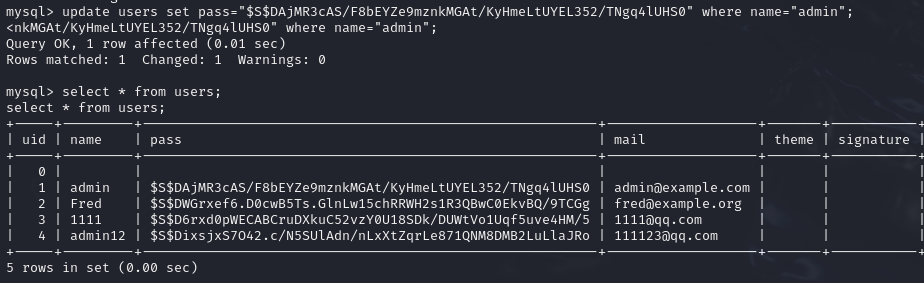 mysql> update users set pass="$S$DAjMR3cAS/F8bEYZe9mznkMGAt/KyHmeLtUYEL352/TNgq4lUHS0" where name="admin";
<nkMGAt/KyHmeLtUYEL352/TNgq4lUHS0" where name="admin";
Query OK, 1 row affected (0.01 sec)
Rows matched: 1  Changed: 1  Warnings: 0
mysql> select * from users;
select * from users;
| uid | name    | pass                                                    | mail              | theme | signature |
|   0 |         |                                                         |                   |       |           |
|   1 | admin   | $S$DAjMR3cAS/F8bEYZe9mznkMGAt/KyHmeLtUYEL352/TNgq4lUHS0 | admin@example.com |       |           |
|   2 | Fred    | $S$DWGrxef6.D0cwB5Ts.GlnLw15chRRWH2s1R3QBwC0EkvBQ/9TCGg | fred@example.org  |       |           |
|   3 | 1111    | $S$D6rxd0pWECABCruDXkuC52vzY0U18SDk/DUWtVo1Uqf5uve4HM/5 | 1111@qq.com       |       |           |
|   4 | admin12 | $S$DixsjxS7O42.c/N5SUlAdn/nLxXtZqrLe871QNM8DMB2LuLlaJRo | 111123@qq.com     |       |           |
5 rows in set (0.00 sec)